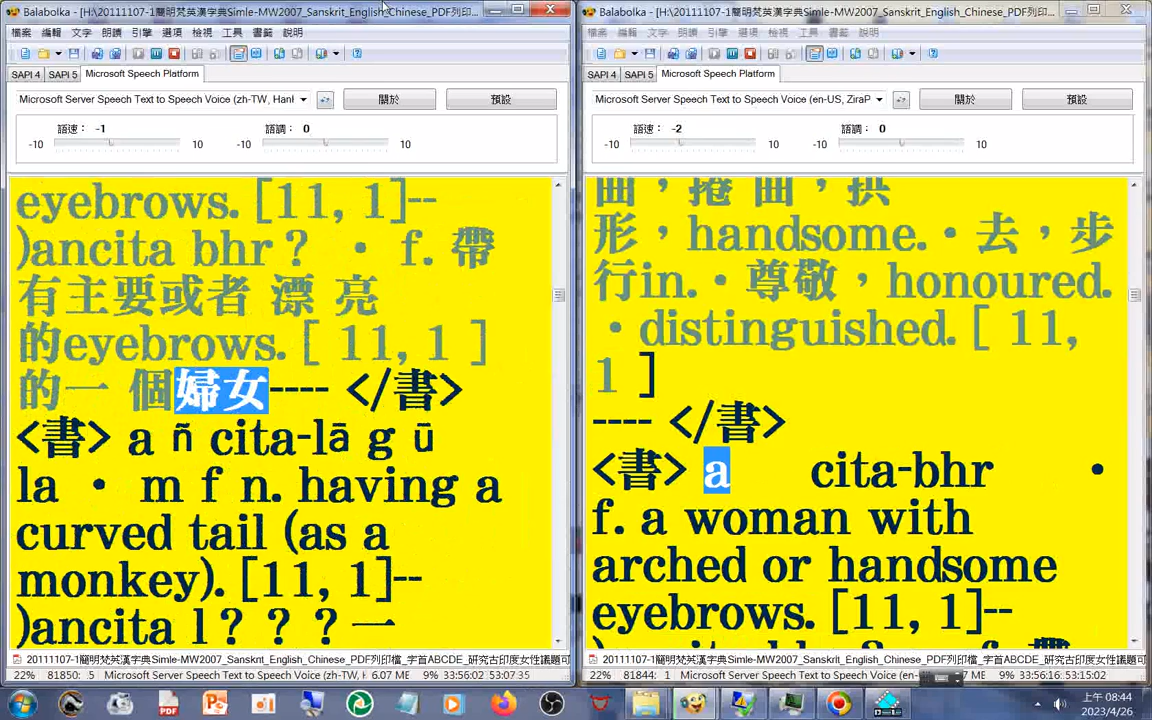 Balabolka - [H:\20111107-1簡明梵英漢字典Simle-MW2007_Sanskrit_English_Chinese_PDF列印...
檔案 編輯 文字 朗讀 引擎 選項 檢視 工具 書籤 說明
SAPI 4 SAPI 5 Microsoft Speech Platform
Microsoft Server Speech Text to Speech Voice (zh-TW, Hanl
關於 預設
語速： -1 語調： 0
-10 10 -10 10
eyebrows. [11, 1]--
)ancita bhr？ • f. 帶
有主要或者 漂 亮
的eyebrows. [ 11, 1 ]
的一 個婦女---- </書>
<書> a ñ cita-lā g ū
la • m f n. having a
curved tail (as a
monkey). [11, 1]--
)ancita l？？？一
20111107-1簡明梵英漢字典Simle-MW2007_Sanskrit_English_Chinese_PDF列印檔_字首ABCDE_研究古印度女性議題可
22% 81850: :5 Microsoft Server Speech Text to Speech Voice (zh-TW, H 6.07 ME 9% 33:56:02 53:07:35
Balabolka - [H:\20111107-1簡明梵英漢字典Simle-MW2007_Sanskrit_English_Chinese_PDF列印...
檔案 編輯 文字 朗讀 引擎 選項 檢視 工具 書籤 說明
SAPI 4 SAPI 5 Microsoft Speech Platform
Microsoft Server Speech Text to Speech Voice (en-US, ZiraP
關於 預設
語速： -2 語調： 0
-10 10 -10 10
曲，捲 曲，拱
形，handsome. • 去，步
行in. • 尊敬，honoured.
• distinguished. [ 11,
1 ]
---- </書>
<書> a cita-bhr •
f. a woman with
arched or handsome
eyebrows. [11, 1]--
20111107-1簡明梵英漢字典Simle-MW2007_Sanskrit_English_Chinese_PDF列印檔_字首ABCDE_研究古印度女性議題可
22% 81844: 1 Microsoft Server Speech Text to Speech Voice 9% 33:56:16 53:15:02
上午 08:44
2023/4/26